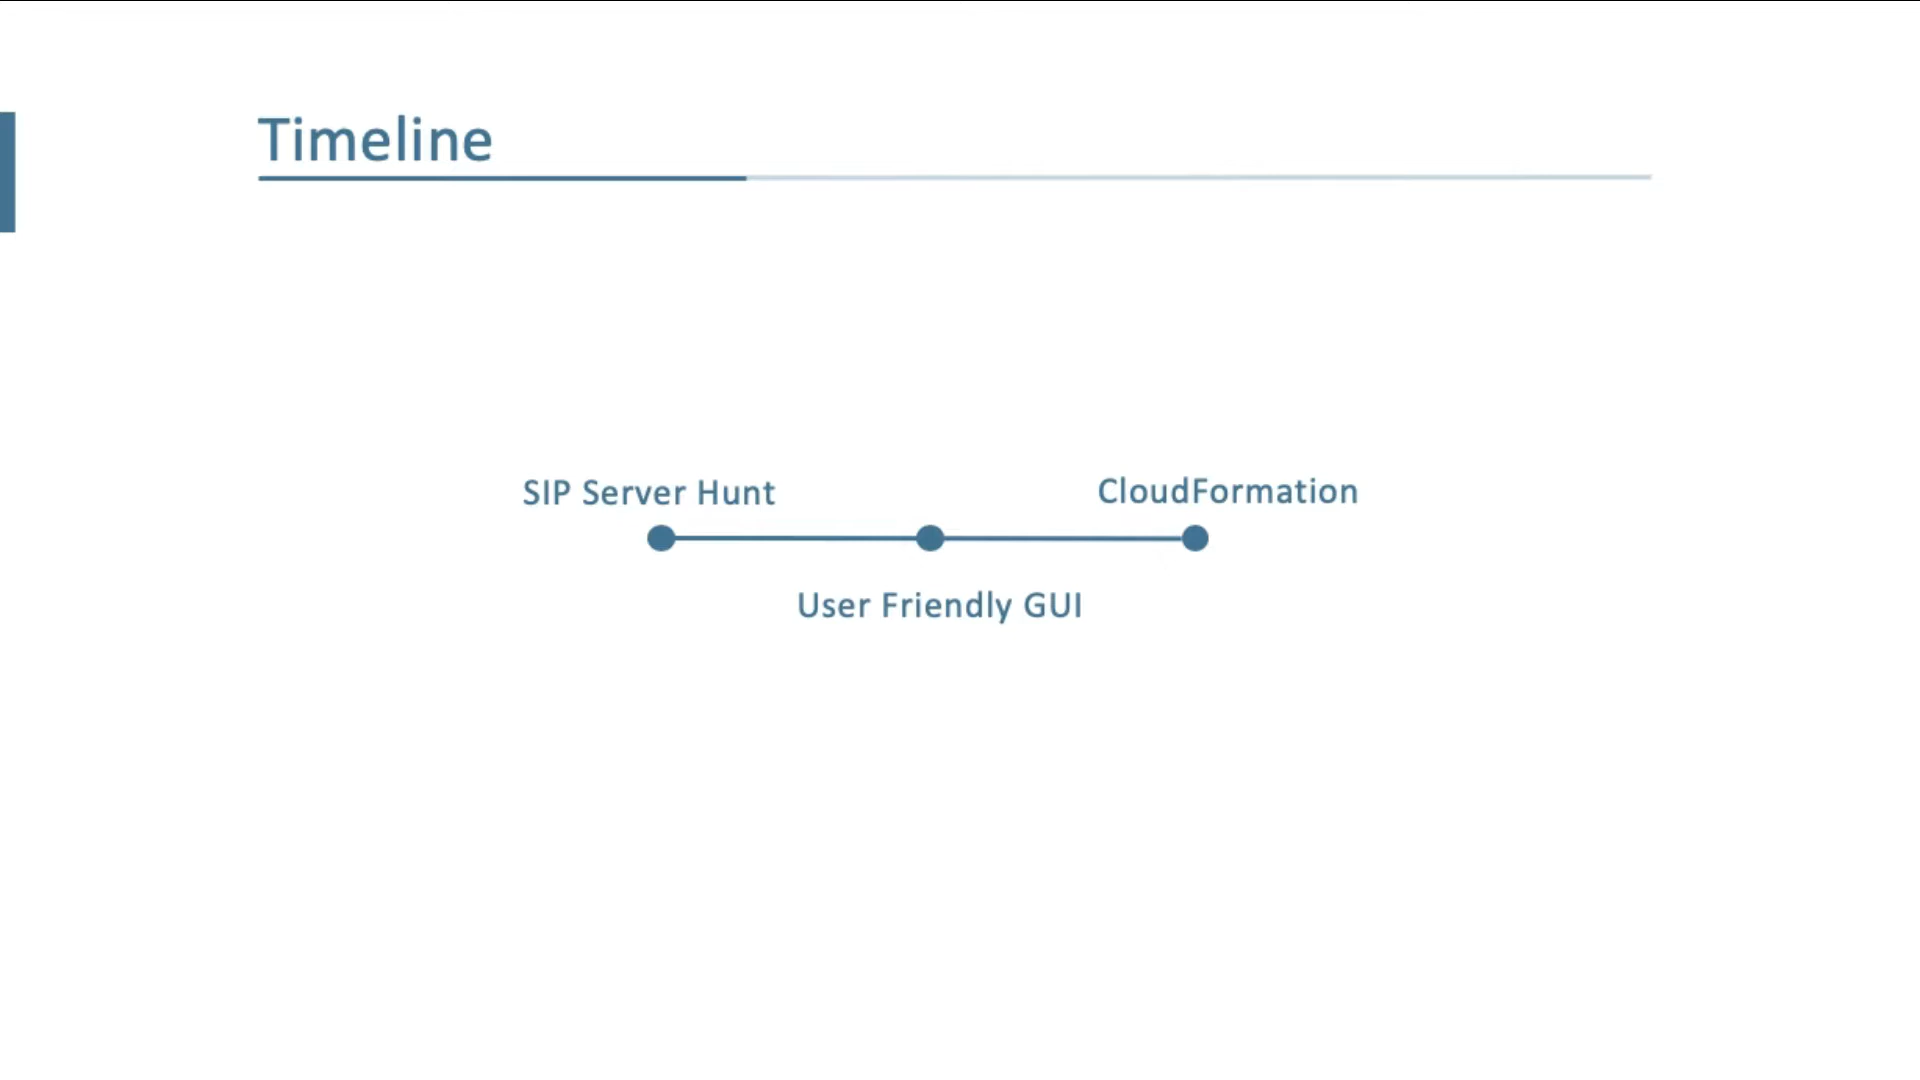 Timeline
SIP Server Hunt
CloudFormation
User Friendly GUI